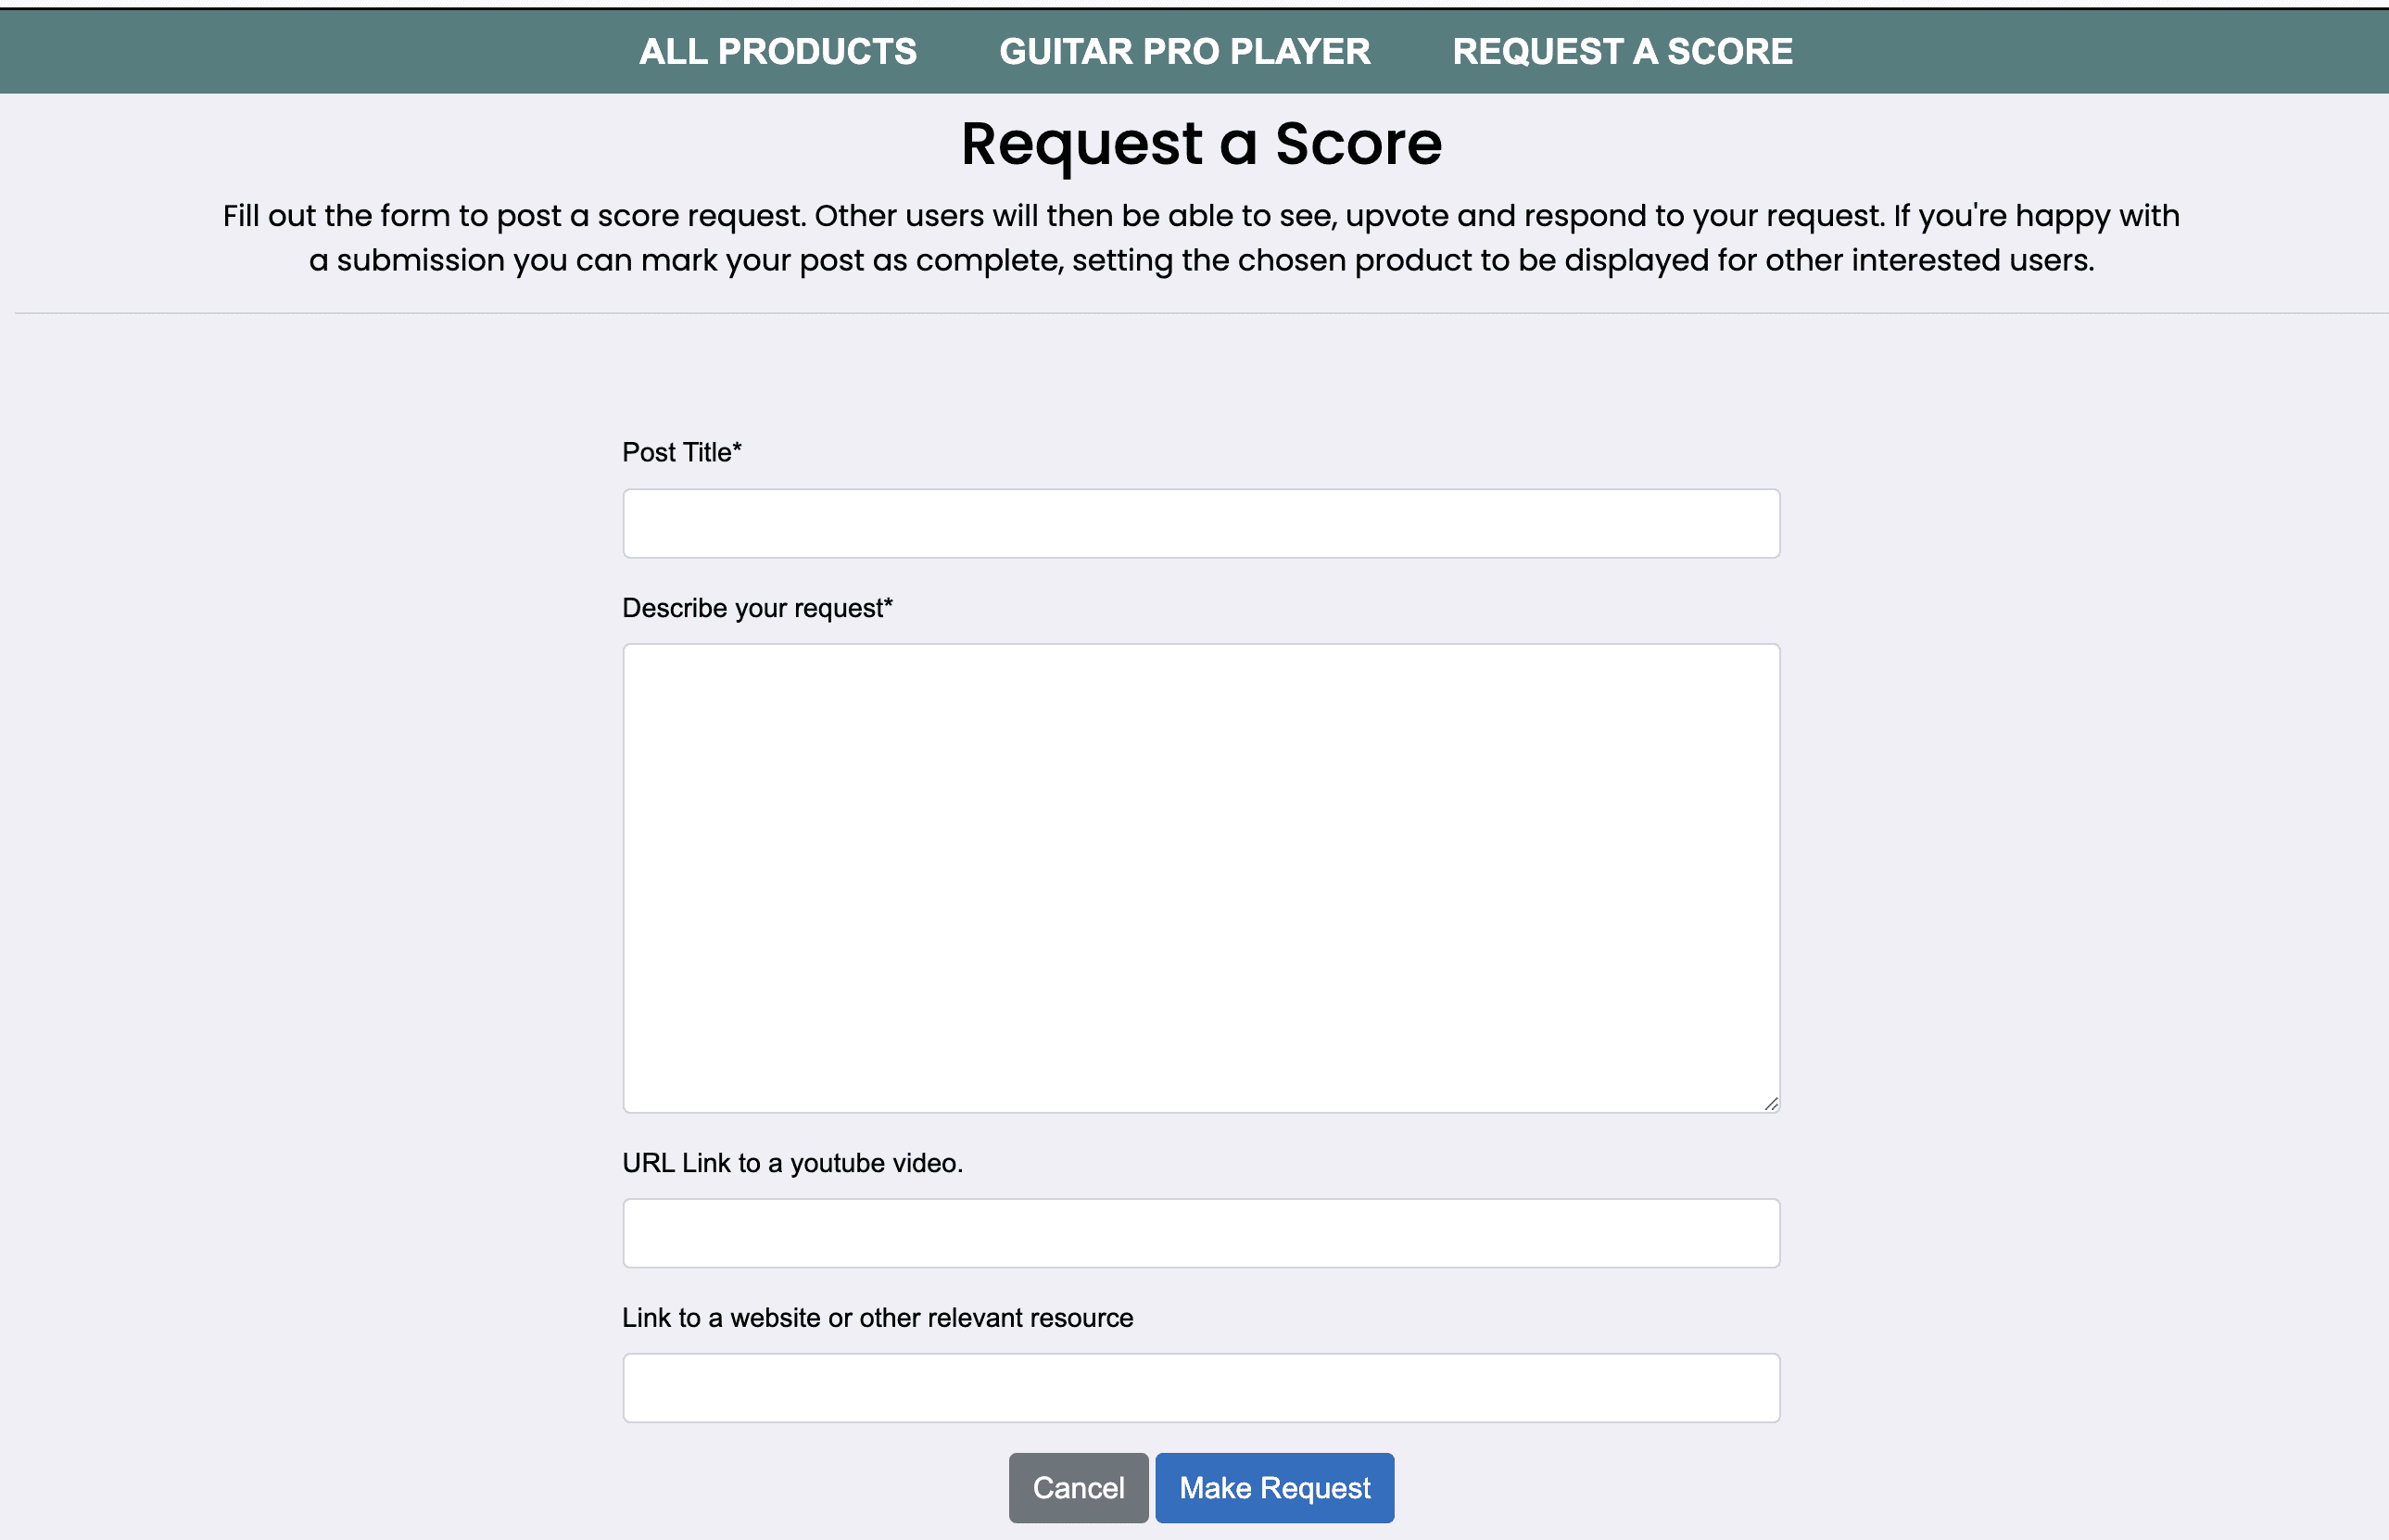 ALL PRODUCTS GUITAR PRO PLAYER REQUEST A SCORE
Request a Score
Fill out the form to post a score request. Other users will then be able to see, upvote and respond to your request. If you're happy with
a submission you can mark your post as complete, setting the chosen product to be displayed for other interested users.
Post Title*
Describe your request*
URL Link to a youtube video.
Link to a website or other relevant resource
Cancel Make Request